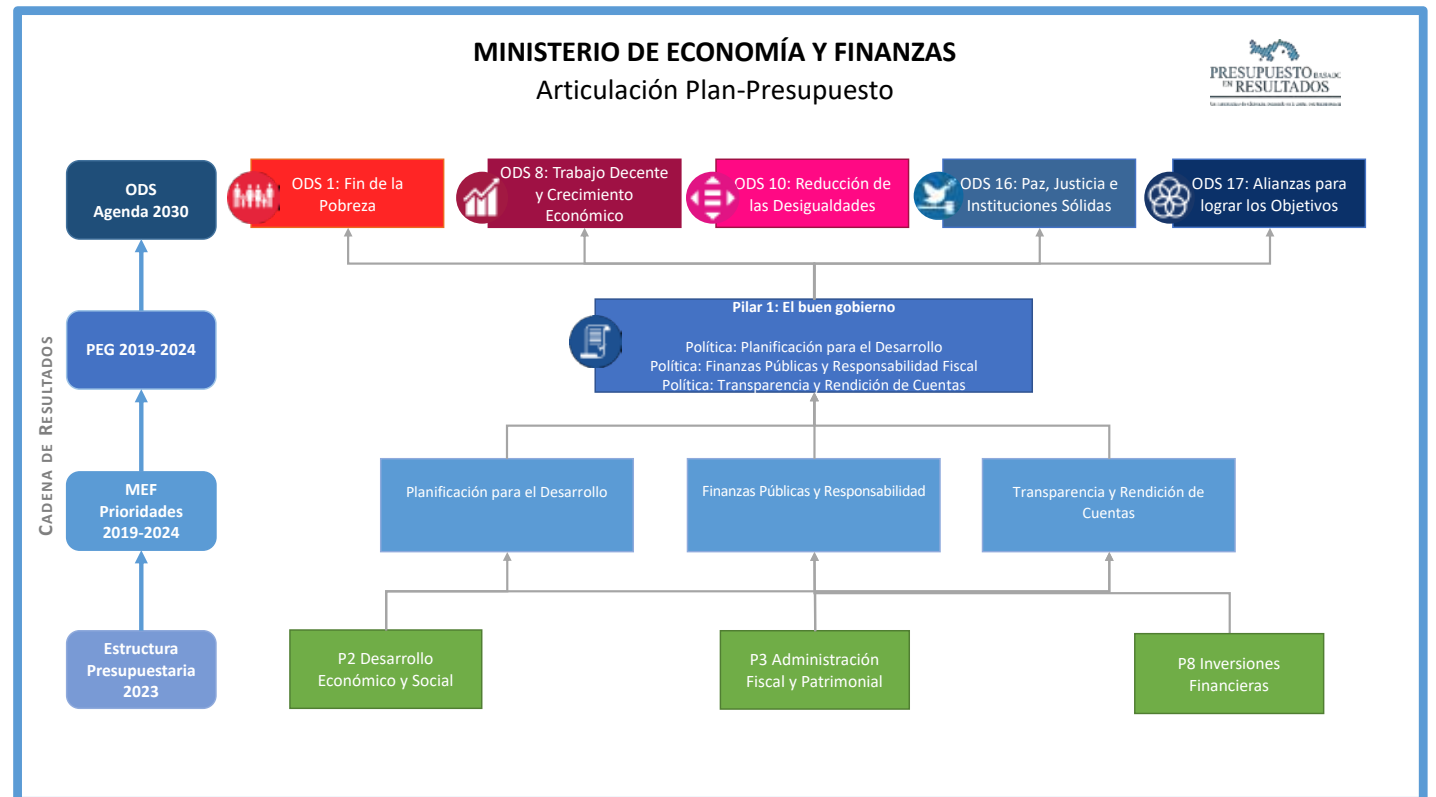 MINISTERIO DE ECONOMÍA Y FINANZAS
Articulación Plan-Presupuesto
PRESUPUESTO BASADO
EN RESULTADOS
CADENA DE RESULTADOS
ODS
Agenda 2030
ODS 1: Fin de la
Pobreza
ODS 8: Trabajo Decente
y Crecimiento
Económico
ODS 10: Reducción de
las Desigualdades
ODS 16: Paz, Justicia e
Instituciones Sólidas
ODS 17: Alianzas para
lograr los Objetivos
PEG 2019-2024
Pilar 1: El buen gobierno
Política: Planificación para el Desarrollo
Política: Finanzas Públicas y Responsabilidad Fiscal
Política: Transparencia y Rendición de Cuentas
MEF
Prioridades
2019-2024
Planificación para el Desarrollo
Finanzas Públicas y Responsabilidad
Transparencia y Rendición de
Cuentas
Estructura
Presupuestaria
2023
P2 Desarrollo
Económico y Social
P3 Administración
Fiscal y Patrimonial
P8 Inversiones
Financieras